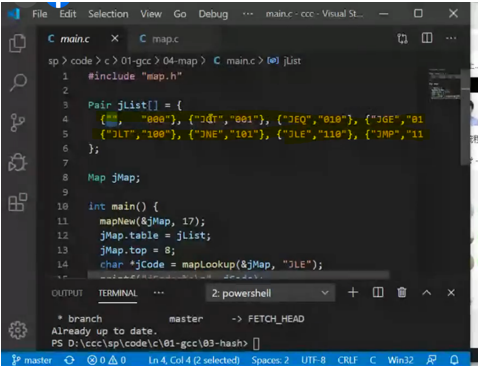 File Edit Selection View Go Debug ··· main.c - ccc - Visual St...
C main.c × C map.c
sp > code > c > 01-gcc > 04-map > C main.c > jList
1 #include "map.h"
2
3 Pair jList[] = {
4 {"", "000"}, {"JGT","001"}, {"JEQ","010"}, {"JGE","01
5 {"JLT","100"}, {"JNE","101"}, {"JLE","110"}, {"JMP","11
6 };
7
8 Map jMap;
9
10 int main() {
11 mapNew(&jMap, 17);
12 jMap.table = jList;
13 jMap.top = 8;
14 char *jCode = mapLookup(&jMap, "JLE");
OUTPUT TERMINAL ··· 2: powershell
* branch master -> FETCH_HEAD
Already up to date.
PS D:\ccc\sp\code\c\01-gcc\03-hash>
master 0 0 Ln 4, Col 4 (2 selected) Spaces: 2 UTF-8 CRLF C Win32